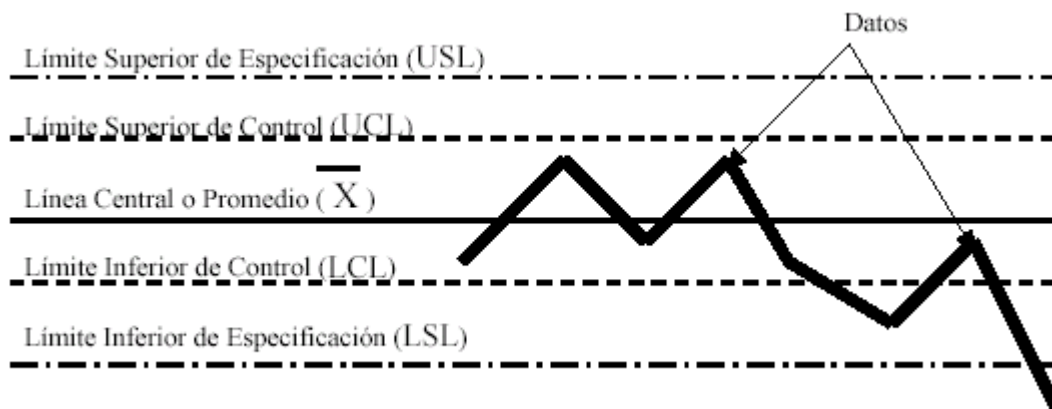 Datos
Límite Superior de Especificación (USL)
Límite Superior de Control (UCL)
Línea Central o Promedio ( X̅ )
Límite Inferior de Control (LCL)
Límite Inferior de Especificación (LSL)